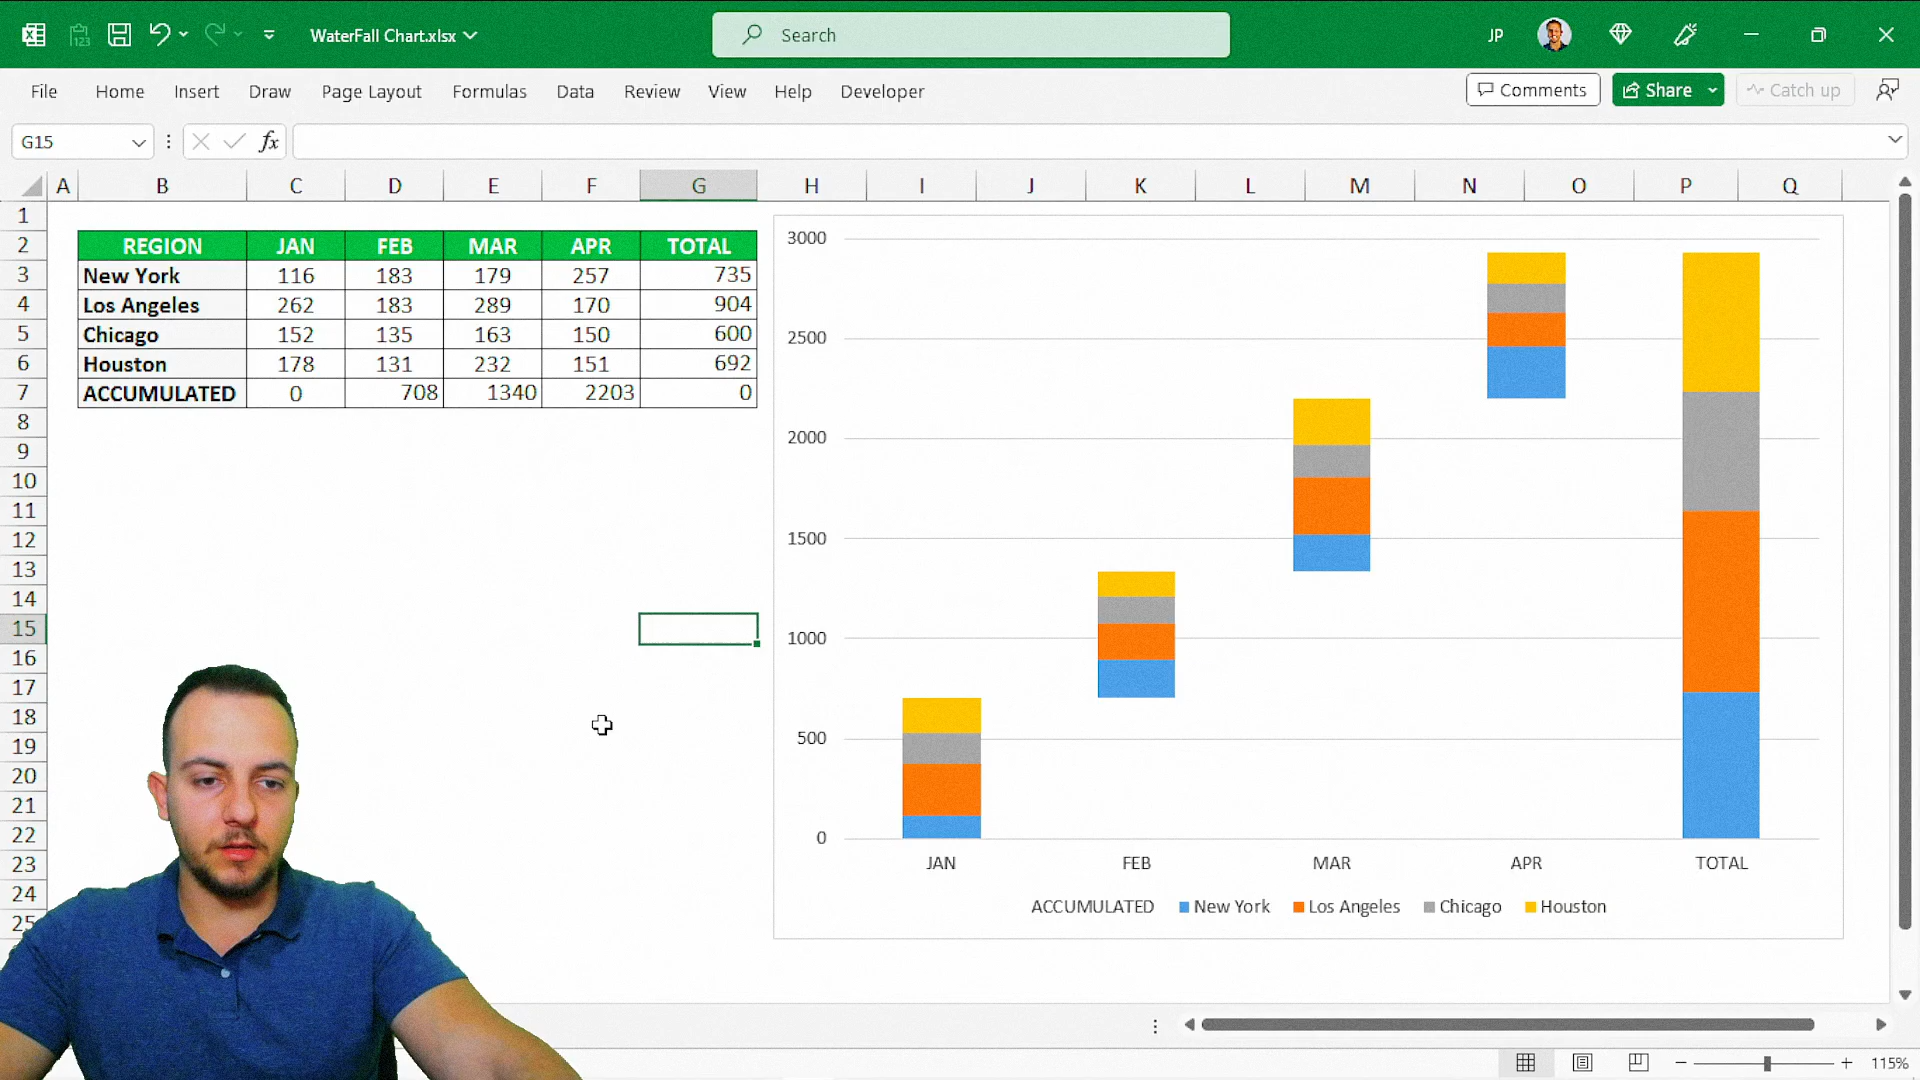 WaterFall Chart.xlsx
Search
JP
File Home Insert Draw Page Layout Formulas Data Review View Help Developer
Comments Share Catch up
G15 fx
A B C D E F G H I J K L M N O P Q
1
2 REGION JAN FEB MAR APR TOTAL
3 New York 116 183 179 257 735
4 Los Angeles 262 183 289 170 904
5 Chicago 152 135 163 150 600
6 Houston 178 131 232 151 692
7 ACCUMULATED 0 708 1340 2203 0
8
9
10
11
12
13
14
15
16
17
18
19
20
21
22
23
24
25
3000
2500
2000
1500
1000
500
0
JAN FEB MAR APR TOTAL
ACCUMULATED New York Los Angeles Chicago Houston
115%